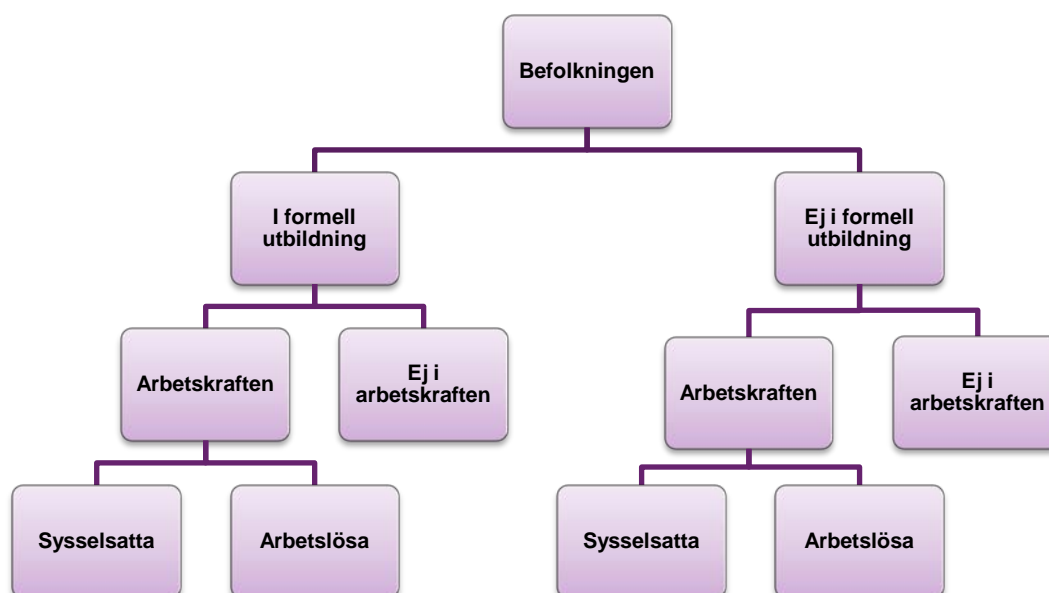 Befolkningen
I formell
utbildning
Ej i formell
utbildning
Arbetskraften
Ej i
arbetskraften
Arbetskraften
Ej i
arbetskraften
Sysselsatta
Arbetslösa
Sysselsatta
Arbetslösa